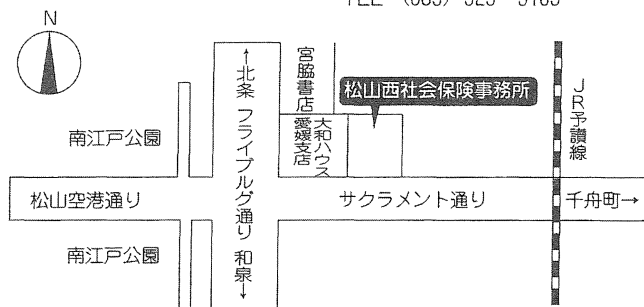 N
宮脇書店
大和ハウス
愛媛支店
松山西社会保険事務所
JR予讃線
南江戸公園
←北条 フライブルグ通り 和泉→
松山空港通り
サクラメント通り
千舟町→
南江戸公園